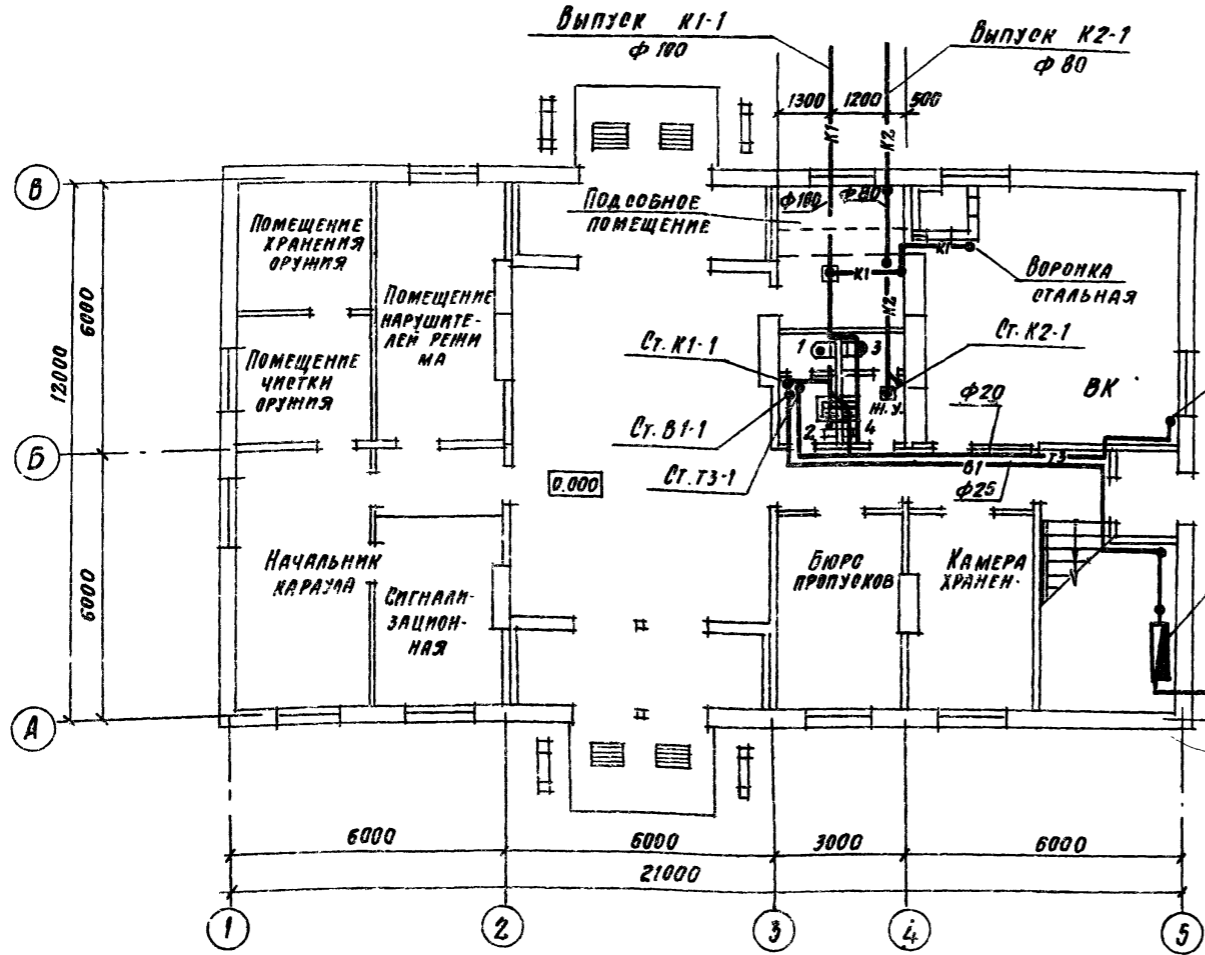 Выпуск К1-1
ф 100
Выпуск К2-1
ф 80
1300
1200
500
К1
К2
В
Помещение
хранения
оружия
Подсобное
помещение
ф100
ф80
Помещение
нарушите-
лей режи
ма
К1
К1
Воронка
стальная
К2
6000
12000
Помещение
чистки
оружия
Ст. К1-1
1
3
Ст. К2-1
ВК
ф20
Ж.У.
Ст. В1-1
2
4
Б
Ст. Т3-1
В1
Т3
ф25
0.000
6000
Начальник
караула
Сигнали-
зацион-
ная
Бюро
пропусков
Камера
хранен-
А
6000
6000
3000
6000
21000
1
2
3
4
5